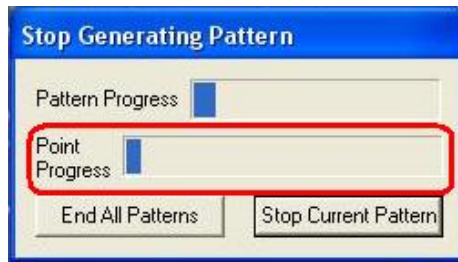 Stop Generating Pattern
Pattern Progress
Point
Progress
End All Patterns
Stop Current Pattern